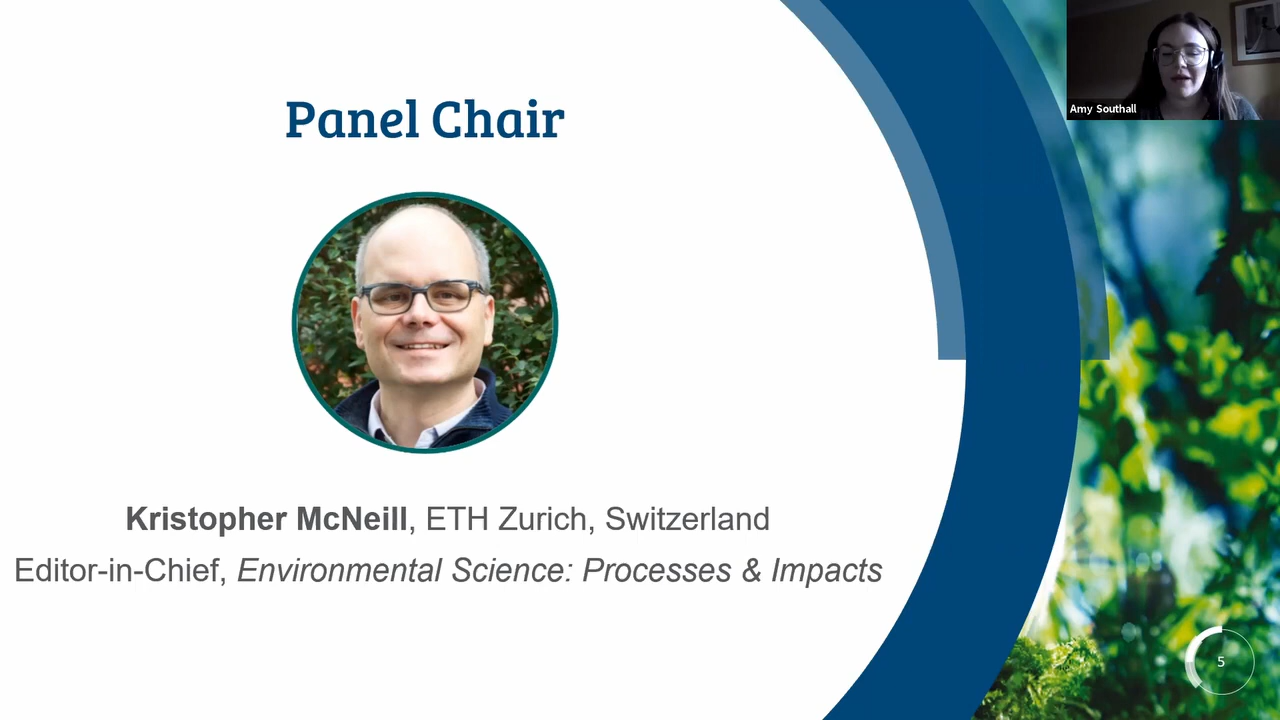 Panel Chair
Amy Southall
Kristopher McNeill, ETH Zurich, Switzerland
Editor-in-Chief, Environmental Science: Processes & Impacts
5